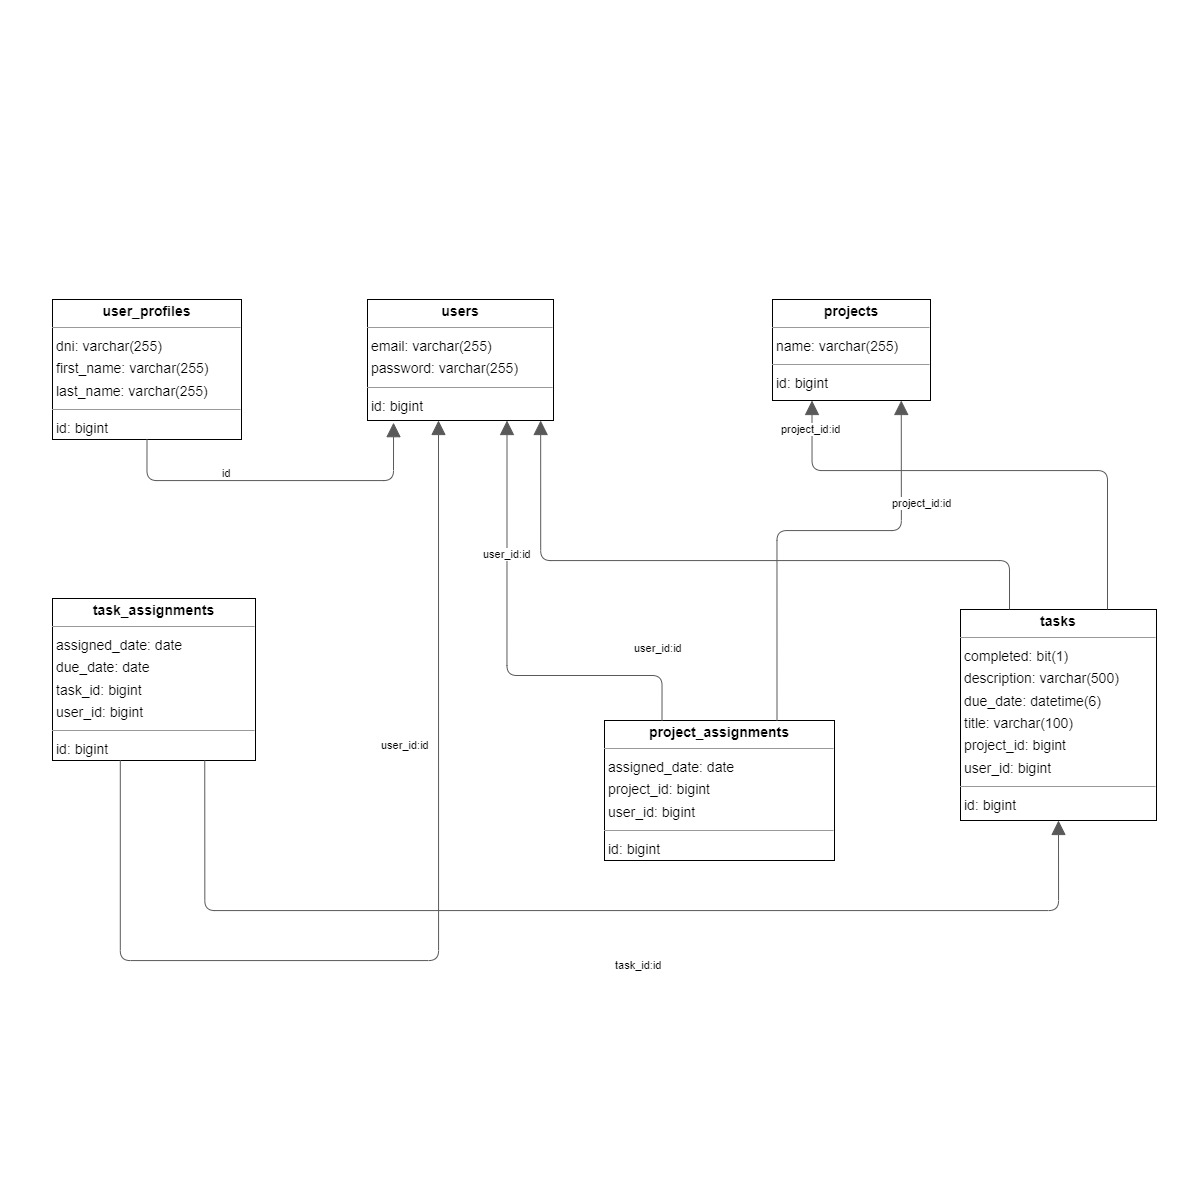 user_profiles
dni: varchar(255)
first_name: varchar(255)
last_name: varchar(255)
id: bigint
users
email: varchar(255)
password: varchar(255)
id: bigint
projects
name: varchar(255)
id: bigint
id
project_id:id
project_id:id
user_id:id
task_assignments
assigned_date: date
due_date: date
task_id: bigint
user_id: bigint
id: bigint
user_id:id
user_id:id
project_assignments
assigned_date: date
project_id: bigint
user_id: bigint
id: bigint
tasks
completed: bit(1)
description: varchar(500)
due_date: datetime(6)
title: varchar(100)
project_id: bigint
user_id: bigint
id: bigint
task_id:id